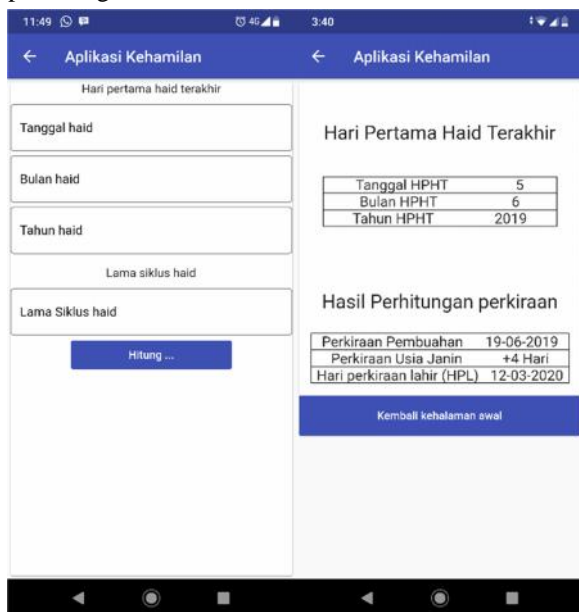 11:49 4G
Aplikasi Kehamilan
Hari pertama haid terakhir
Tanggal haid
Bulan haid
Tahun haid
Lama siklus haid
Lama Siklus haid
Hitung ...
3:40
Aplikasi Kehamilan
Hari Pertama Haid Terakhir
Tanggal HPHT 5
Bulan HPHT 6
Tahun HPHT 2019
Hasil Perhitungan perkiraan
Perkiraan Pembuahan 19-06-2019
Perkiraan Usia Janin +4 Hari
Hari perkiraan lahir (HPL) 12-03-2020
Kembali kehalaman awal